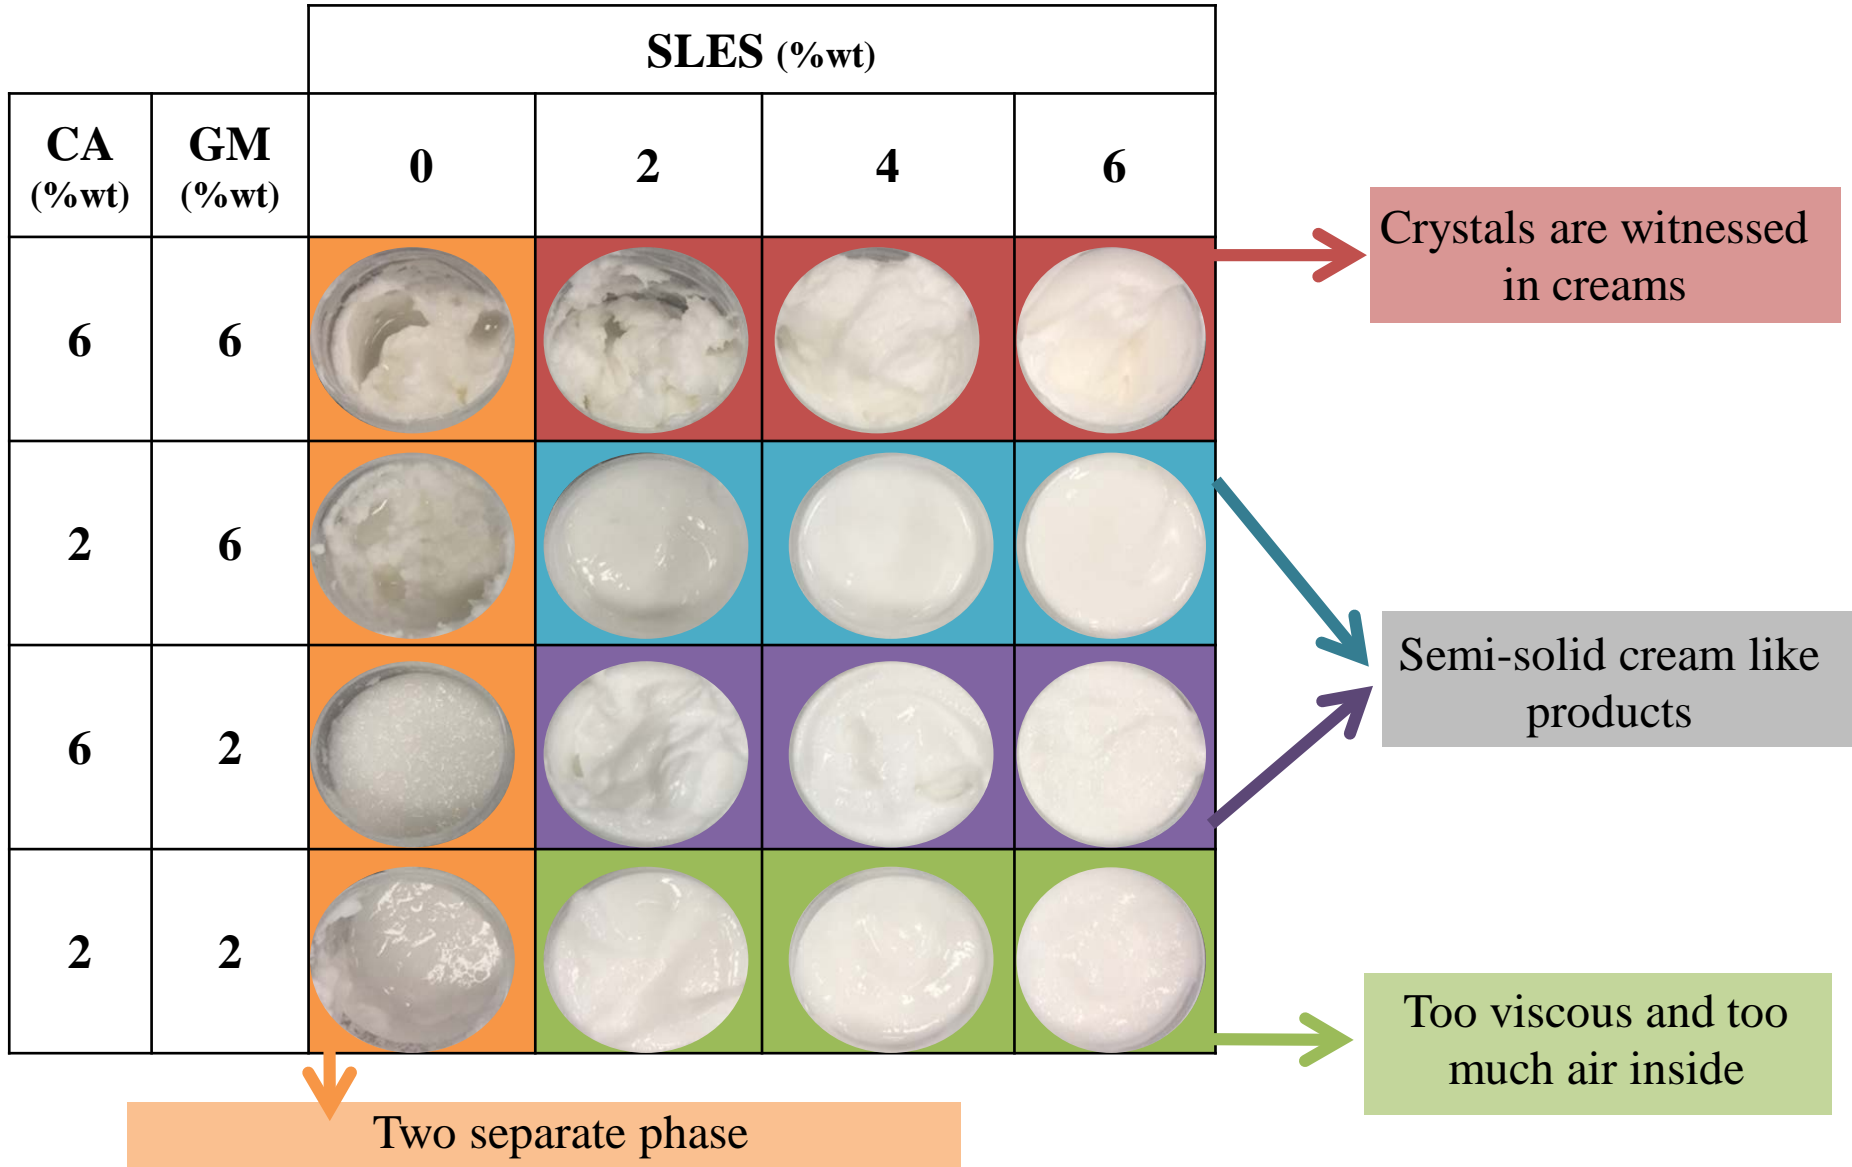 SLES (%wt)
CA GM 0 2 4 6
(%wt) (%wt)
6 6
2 6
6 2
2 2
Crystals are witnessed
in creams
Semi-solid cream like
products
Too viscous and too
much air inside
Two separate phase